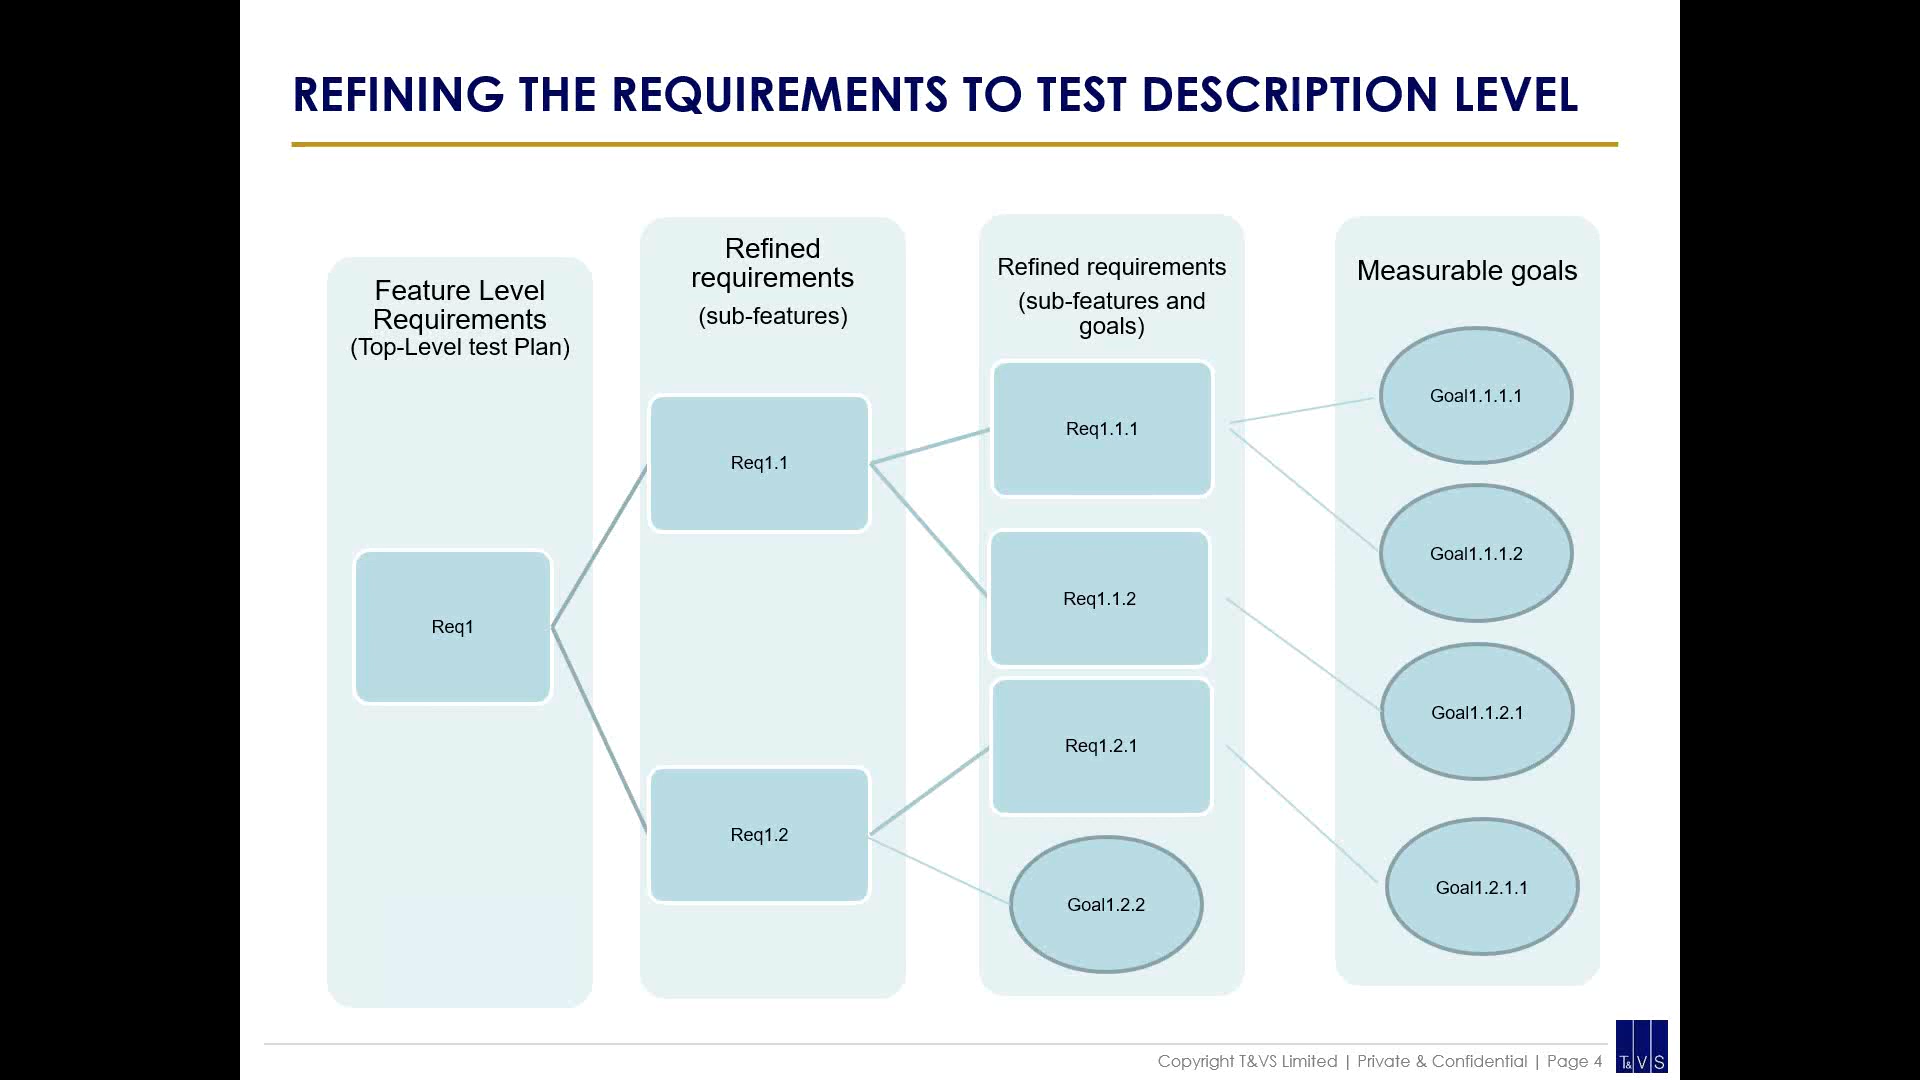 REFINING THE REQUIREMENTS TO TEST DESCRIPTION LEVEL
Feature Level
Requirements
(Top-Level test Plan)
Req1
Refined
requirements
(sub-features)
Req1.1
Req1.2
Refined requirements
(sub-features and
goals)
Req1.1.1
Req1.1.2
Req1.2.1
Goal1.2.2
Measurable goals
Goal1.1.1.1
Goal1.1.1.2
Goal1.1.2.1
Goal1.2.1.1
Copyright T&VS Limited | Private & Confidential | Page 4
T&VS